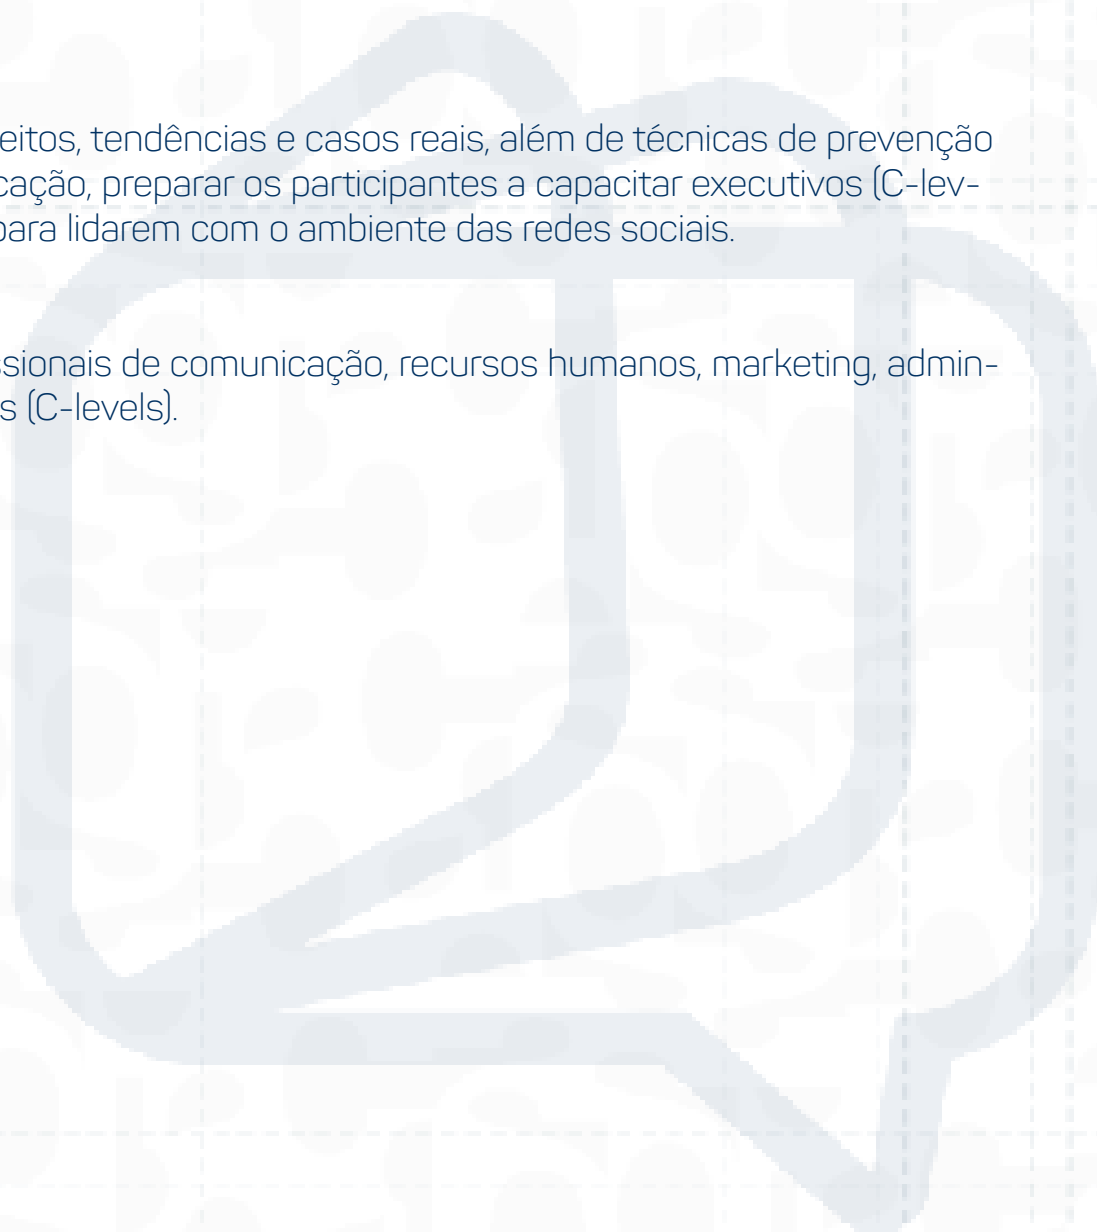 eitos, tendências e casos reais, além de técnicas de prevenção
cação, preparar os participantes a capacitar executivos (C-lev-
para lidarem com o ambiente das redes sociais.
ssionais de comunicação, recursos humanos, marketing, admin-
s (C-levels).